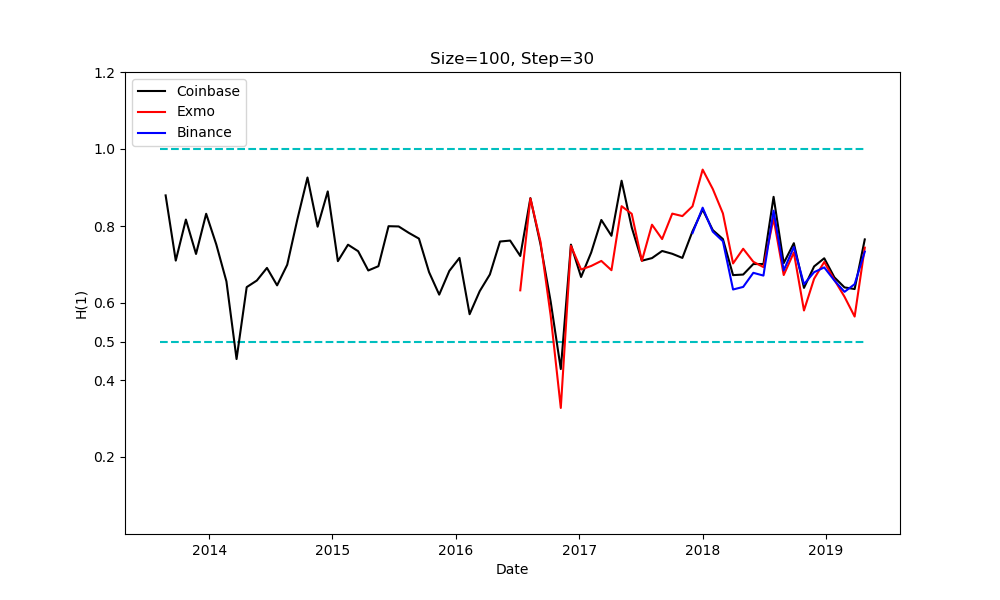 Size=100, Step=30
Coinbase
Exmo
Binance
H(1)
1.2
1.0
0.8
0.6
0.5
0.4
0.2
2014 2015 2016 2017 2018 2019
Date